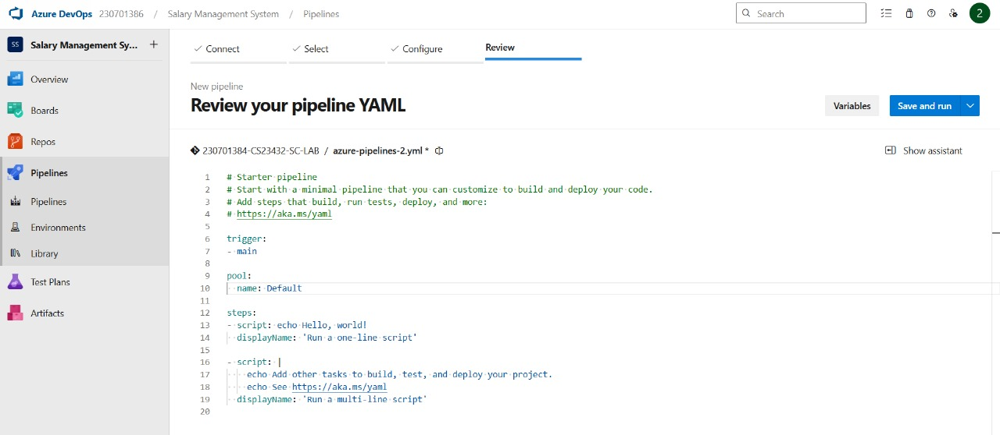 Azure DevOps 230701386 / Salary Management System / Pipelines
Search
2
SS Salary Management Sy... +
Overview
Boards
Repos
Pipelines
Pipelines
Environments
Library
Test Plans
Artifacts
Connect
Select
Configure
Review
New pipeline
Review your pipeline YAML
Variables
Save and run
230701384-CS23432-SC-LAB / azure-pipelines-2.yml *
Show assistant
1 # Starter pipeline
2 # Start with a minimal pipeline that you can customize to build and deploy your code.
3 # Add steps that build, run tests, deploy, and more:
4 # https://aka.ms/yaml
5
6 trigger:
7 - main
8
9 pool:
10   name: Default
11
12 steps:
13 - script: echo Hello, world!
14   displayName: 'Run a one-line script'
15
16 - script: |
17     echo Add other tasks to build, test, and deploy your project.
18     echo See https://aka.ms/yaml
19   displayName: 'Run a multi-line script'
20